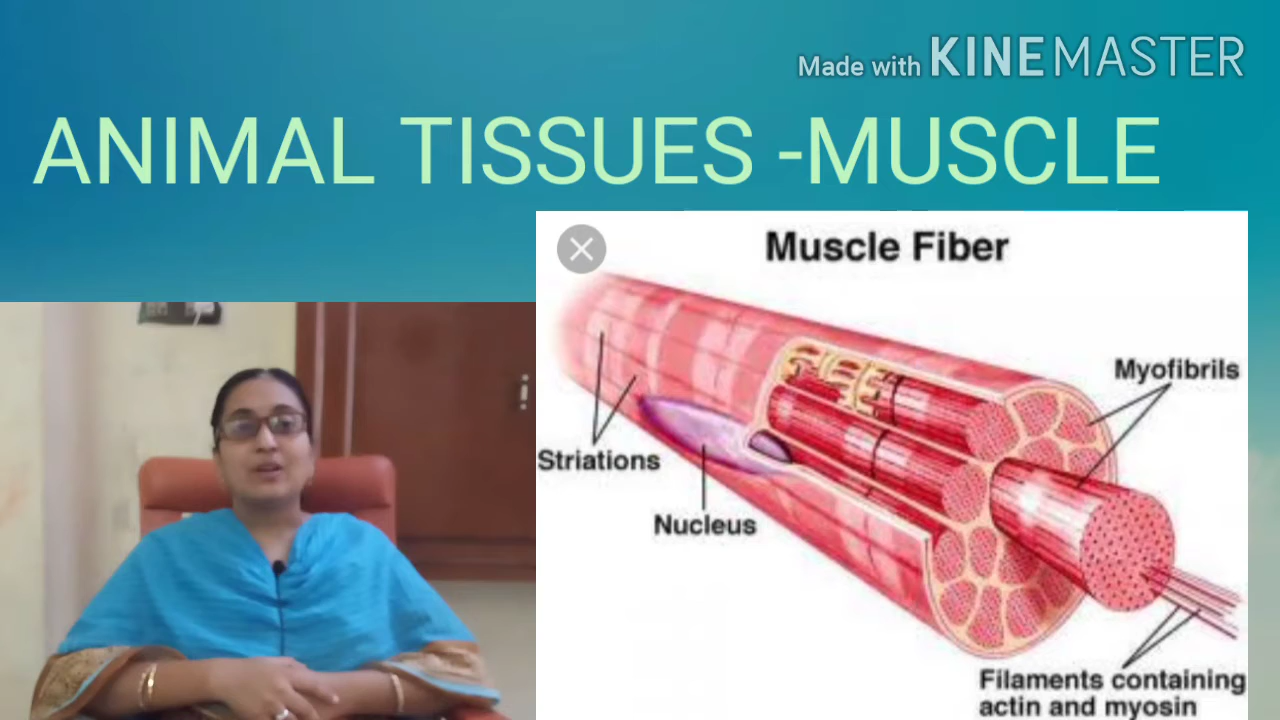 Made with KINEMASTER
ANIMAL TISSUES -MUSCLE
Muscle Fiber
Myofibrils
Striations
Nucleus
Filaments containing
actin and myosin